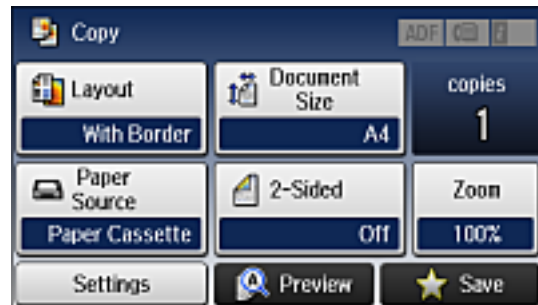 Copy
ADF
Layout
With Border
Document
Size
A4
copies
1
Paper
Source
Paper Cassette
2-Sided
Off
Zoom
100%
Settings
Preview
Save